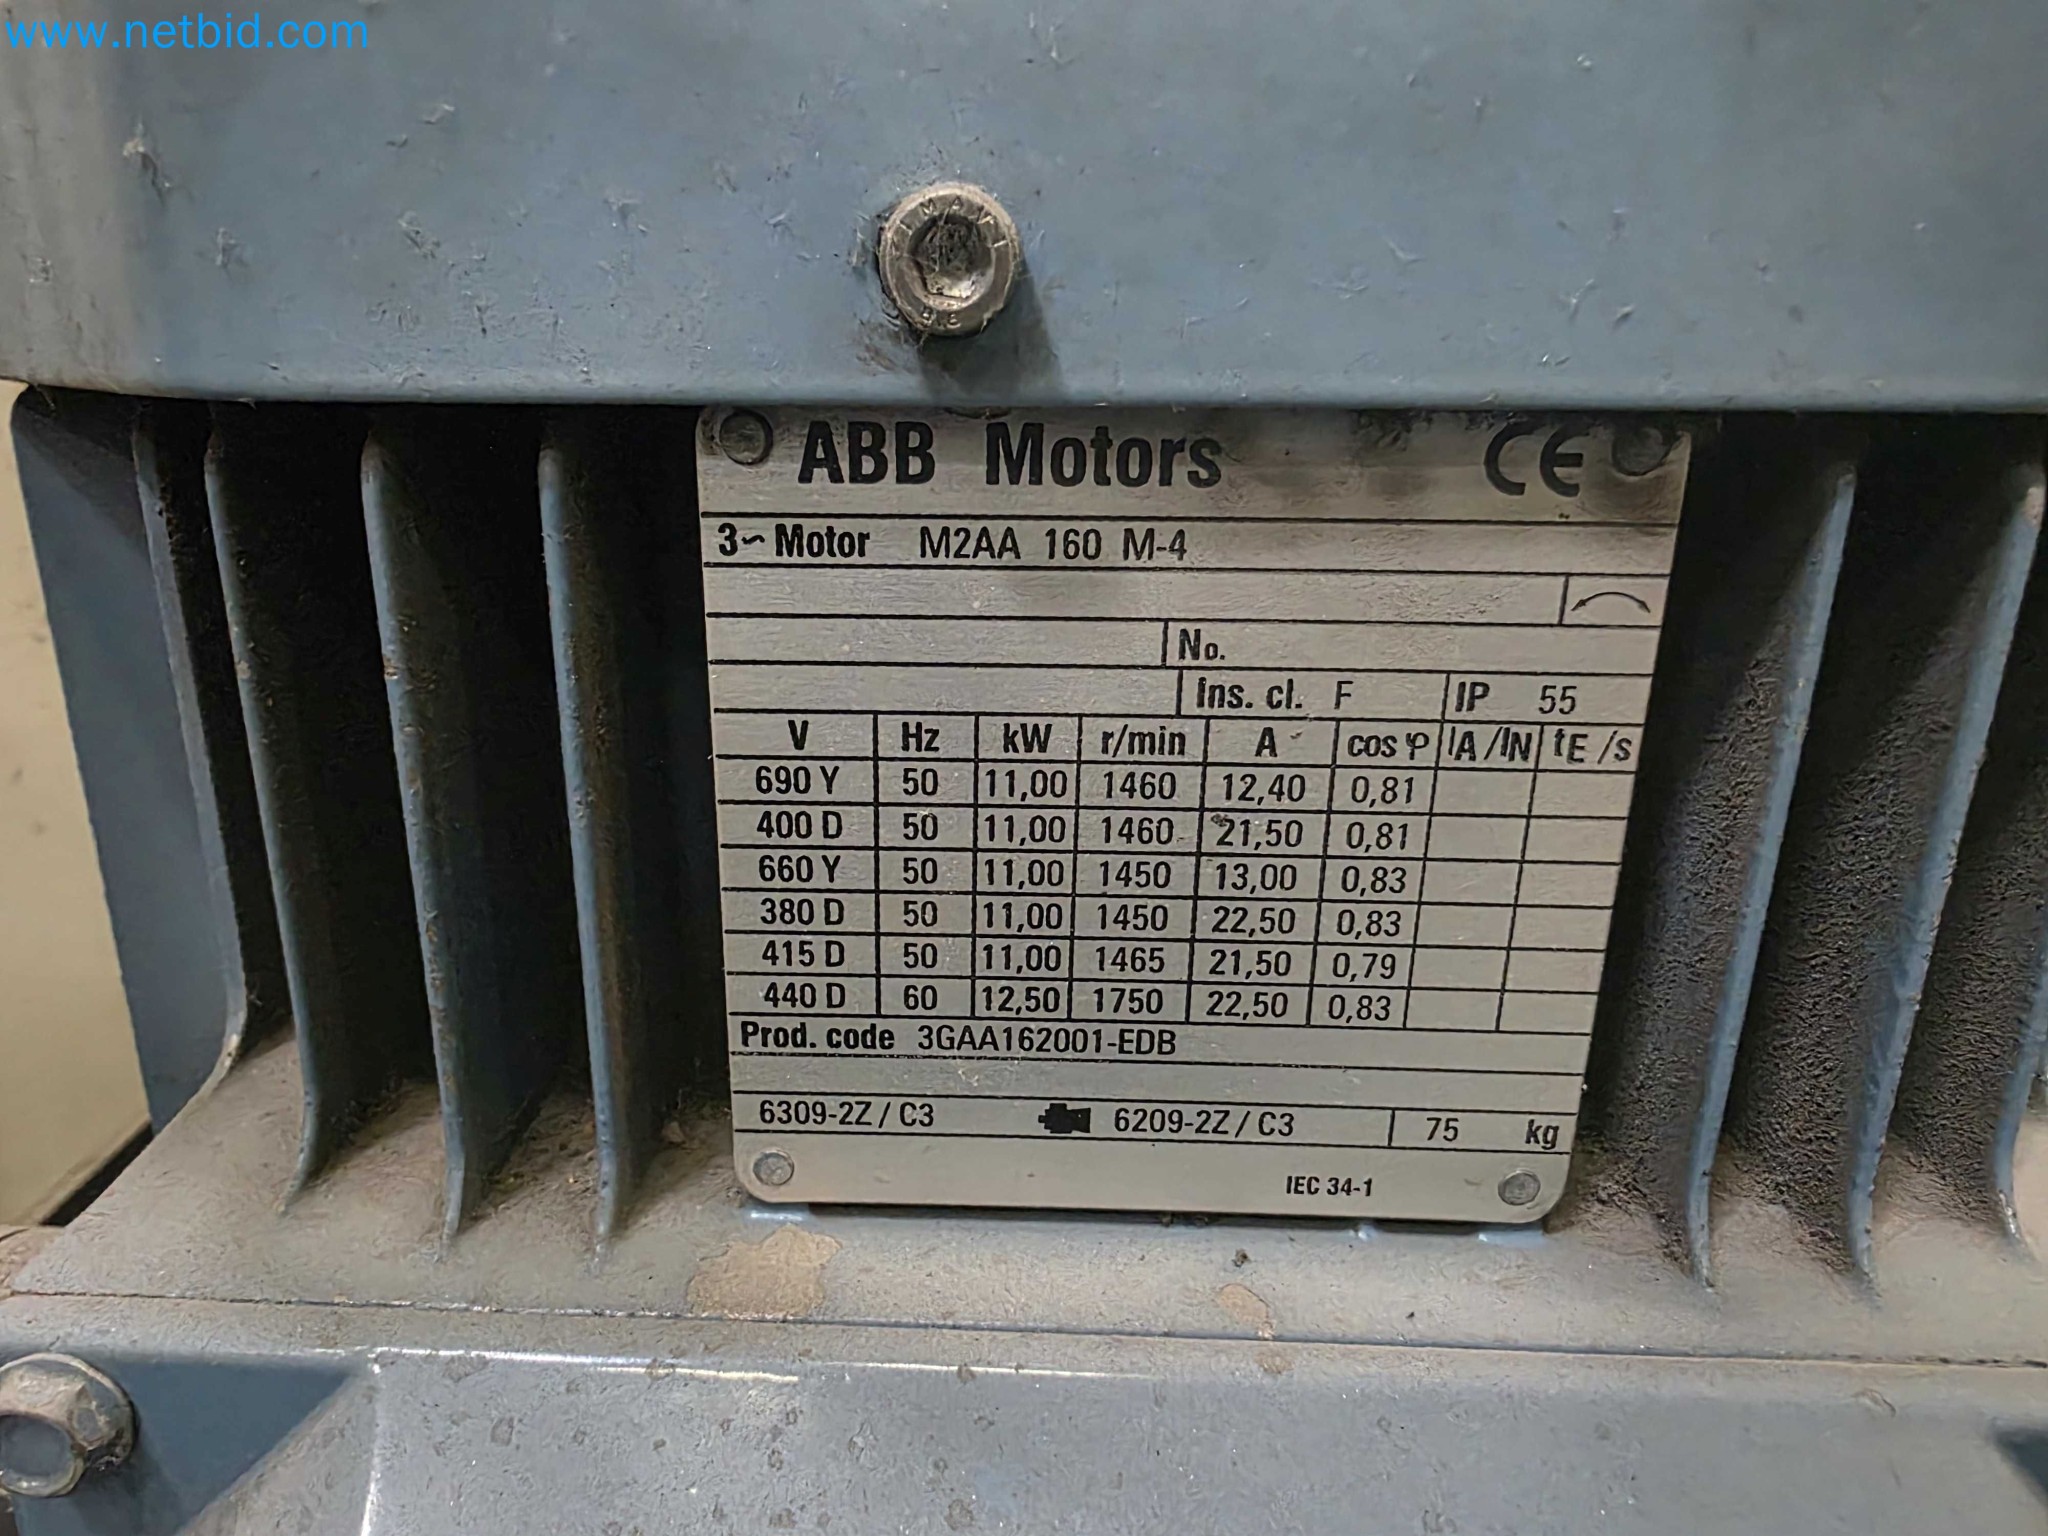 www.netbid.com
MAV
8.8
ABB Motors CE
3~ Motor M2AA 160 M-4
No.
Ins. cl. F IP 55
V Hz kW r/min A cos φ IA/IN tE/s
690 Y 50 11,00 1460 12,40 0,81
400 D 50 11,00 1460 21,50 0,81
660 Y 50 11,00 1450 13,00 0,83
380 D 50 11,00 1450 22,50 0,83
415 D 50 11,00 1465 21,50 0,79
440 D 60 12,50 1750 22,50 0,83
Prod. code 3GAA162001-EDB
6309-2Z / C3 6209-2Z / C3 75 kg
IEC 34-1